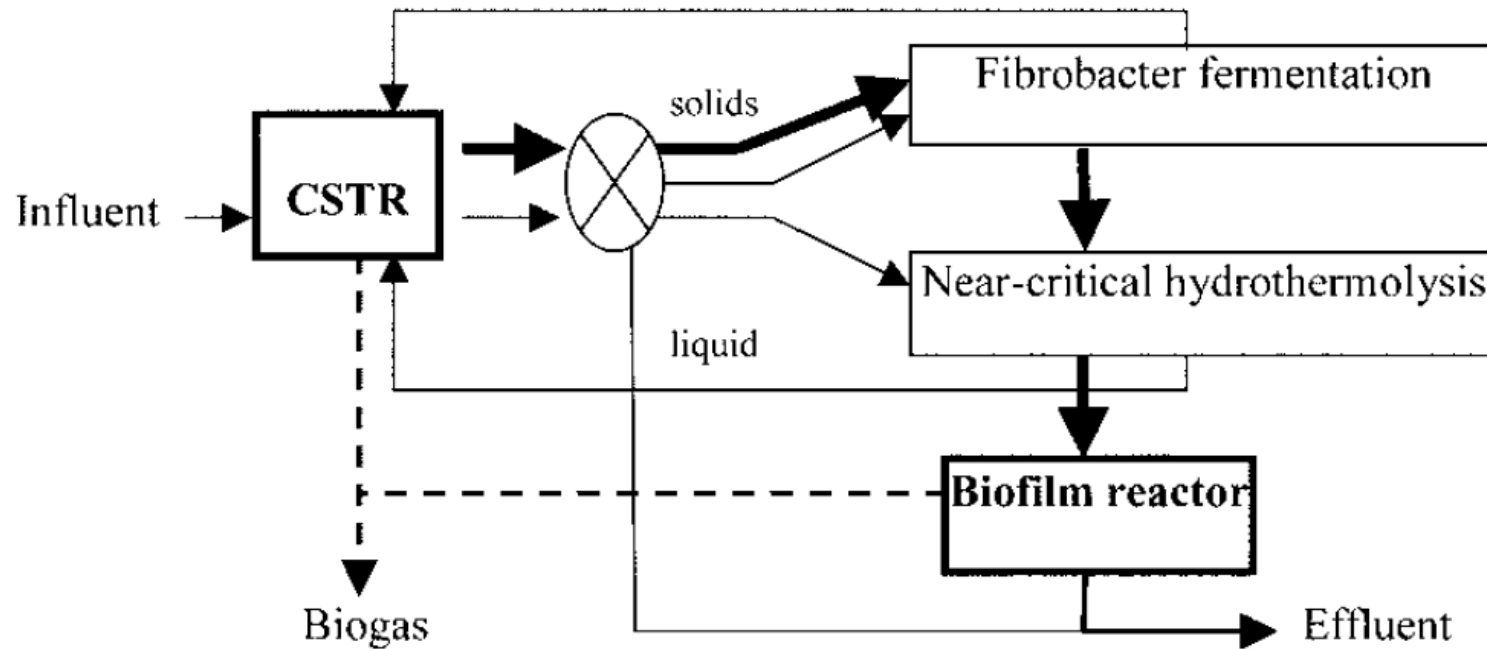 Fibrobacter fermentation
solids
CSTR
Influent
Near-critical hydrothermolysis
liquid
Biofilm reactor
Biogas
Effluent